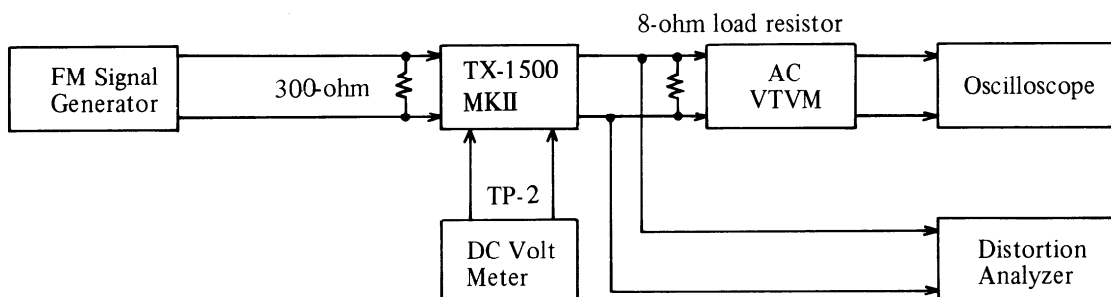 8-ohm load resistor
FM Signal
Generator
300-ohm
TX-1500
MKII
AC
VTVM
Oscilloscope
TP-2
DC Volt
Meter
Distortion
Analyzer